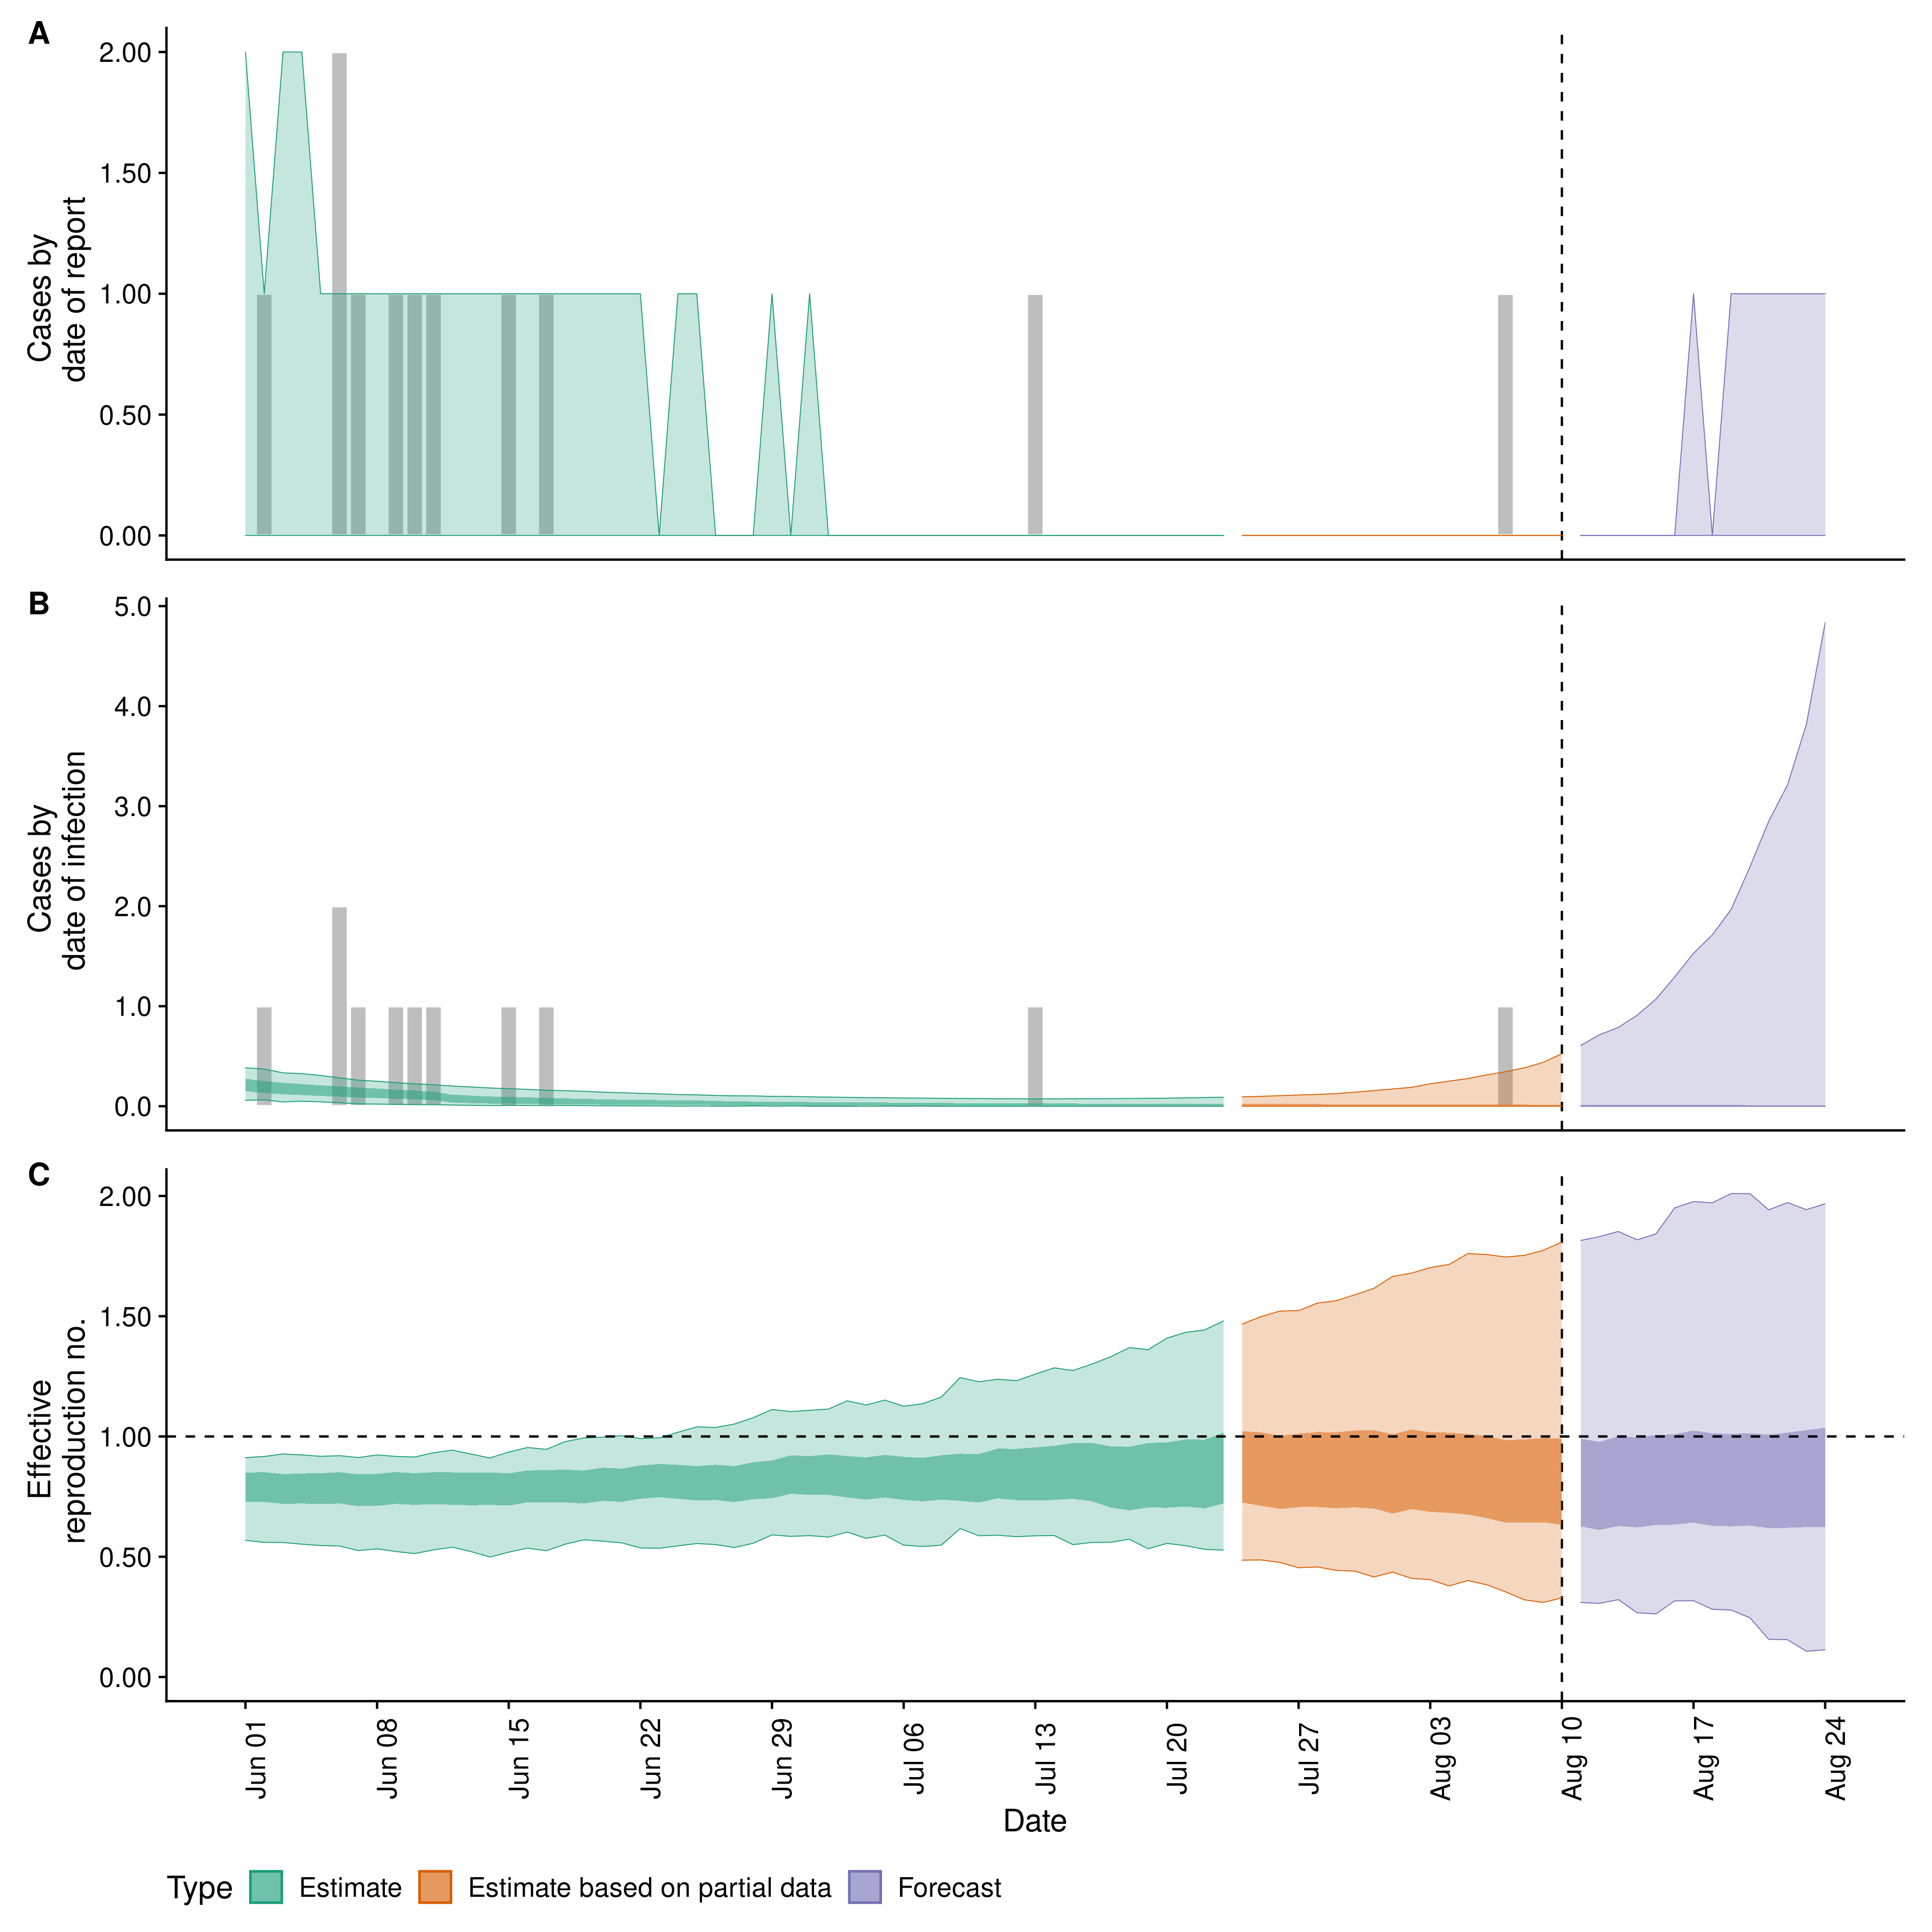 A
2.00
1.50
1.00
0.50
0.00
Cases by
date of report
B
5.0
4.0
3.0
2.0
1.0
0.0
Cases by
date of infection
C
2.00
1.50
1.00
0.50
0.00
Effective
reproduction no.
Jun 01
Jun 08
Jun 15
Jun 22
Jun 29
Jul 06
Jul 13
Jul 20
Jul 27
Aug 03
Aug 10
Aug 17
Aug 24
Date
Type Estimate Estimate based on partial data Forecast